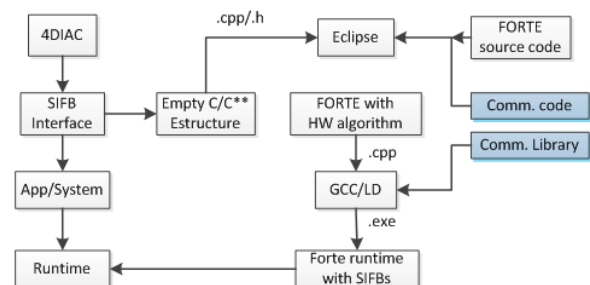 .cpp/.h
4DIAC
Eclipse
FORTE
source code
SIFB
Interface
Empty C/C**
Estructure
FORTE with
HW algorithm
Comm. code
.cpp
Comm. Library
App/System
GCC/LD
.exe
Runtime
Forte runtime
with SIFBs